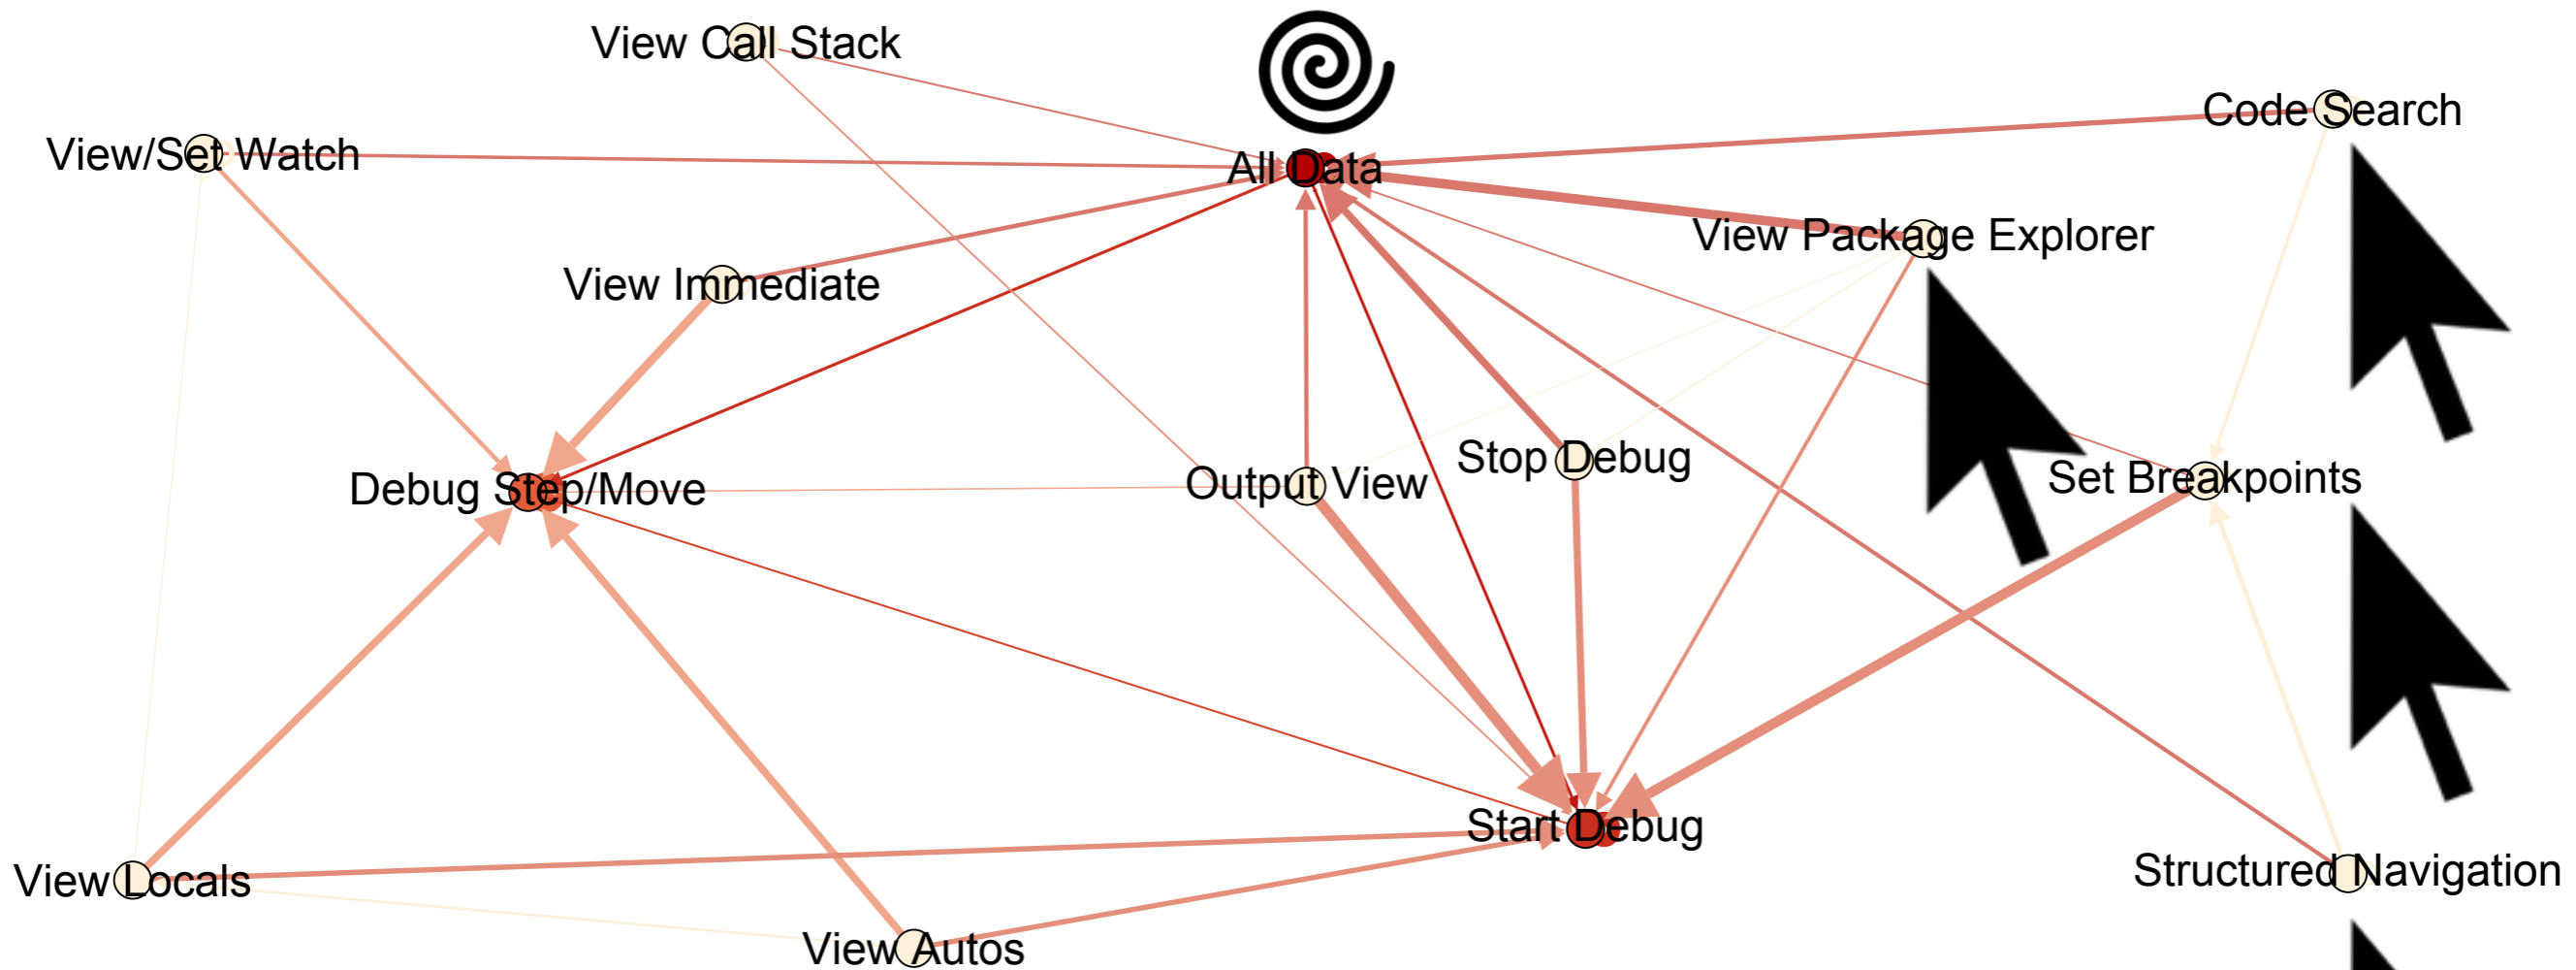 View Call Stack
Code Search
View/Set Watch
All Data
View Package Explorer
View Immediate
Stop Debug
Set Breakpoints
Output View
Debug Step/Move
Start Debug
Structured Navigation
View Locals
View Autos